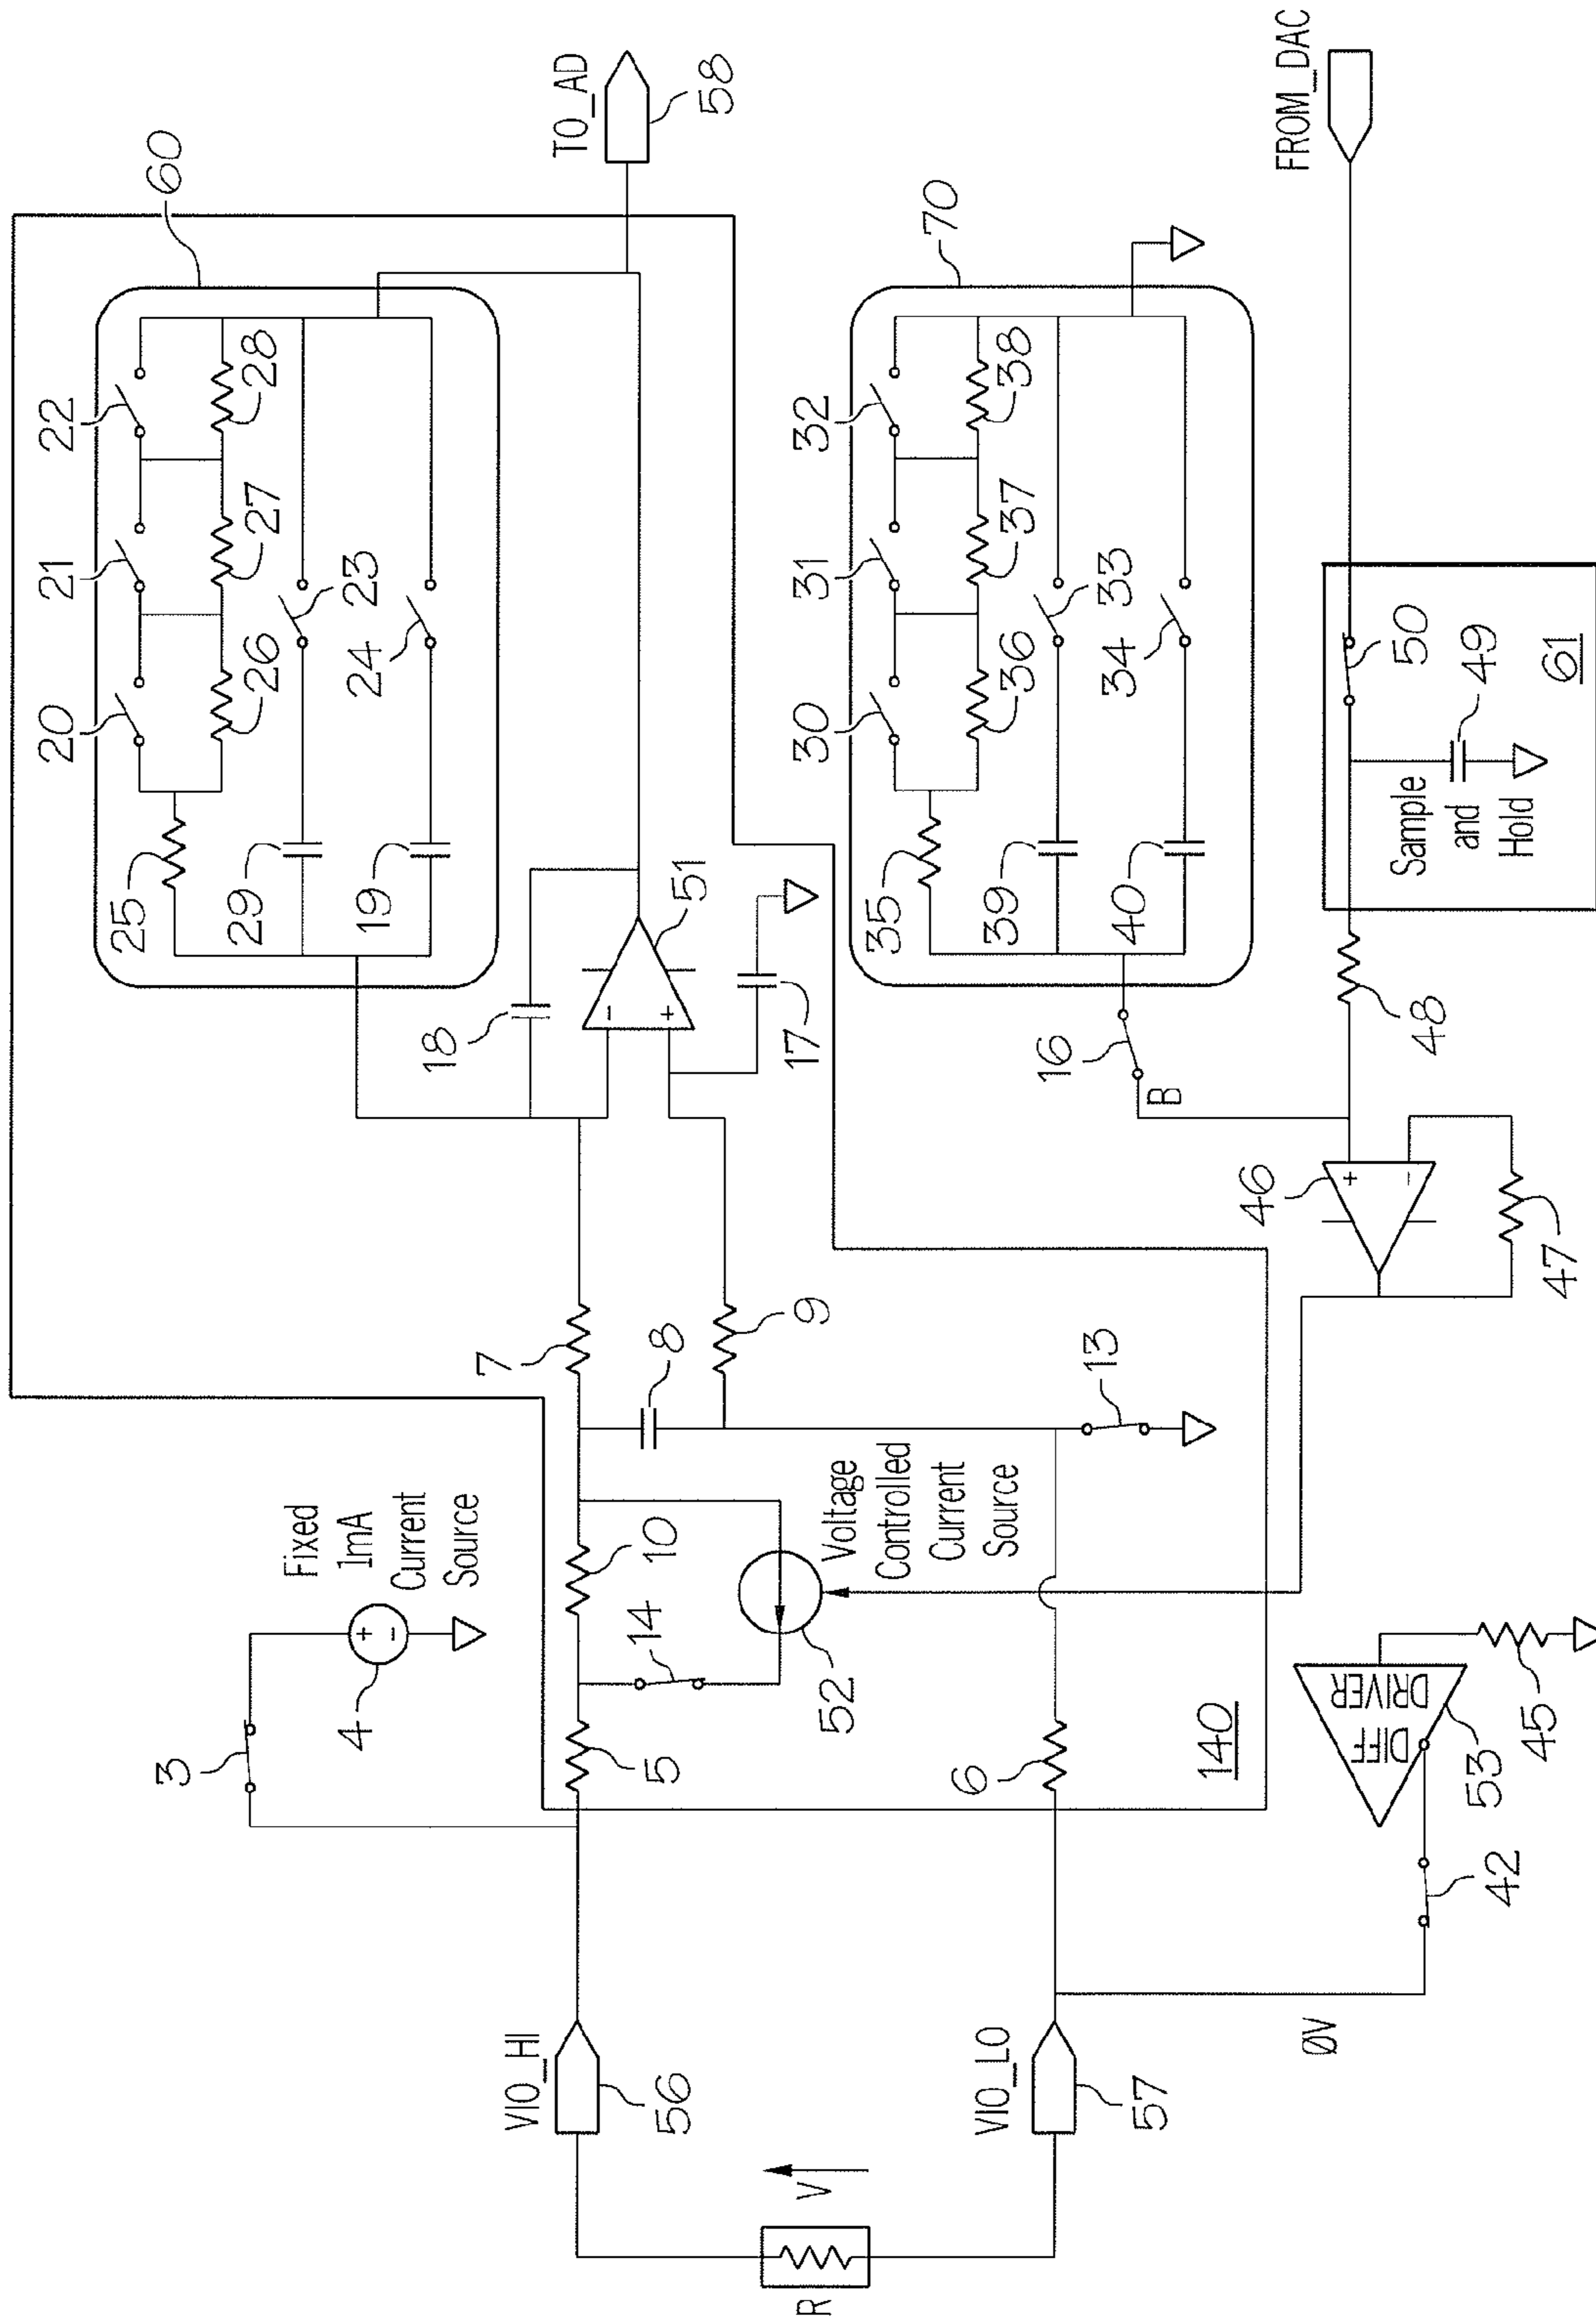 60
TO_AD
58
20
21
22
25
26
27
28
29
23
19
24
18
-
+
51
17
7
8
9
Fixed
1mA
Current
Source
3
4
+
-
5
10
14
52
Voltage
Controlled
Current
Source
13
6
140
VIO_HI
56
V
R
VIO_LO
57
ØV
70
30
31
32
35
36
37
38
39
33
40
34
16
B
FROM_DAC
50
49
Sample
and
Hold
61
48
46
+
-
47
DIFF
DRIVER
53
45
42